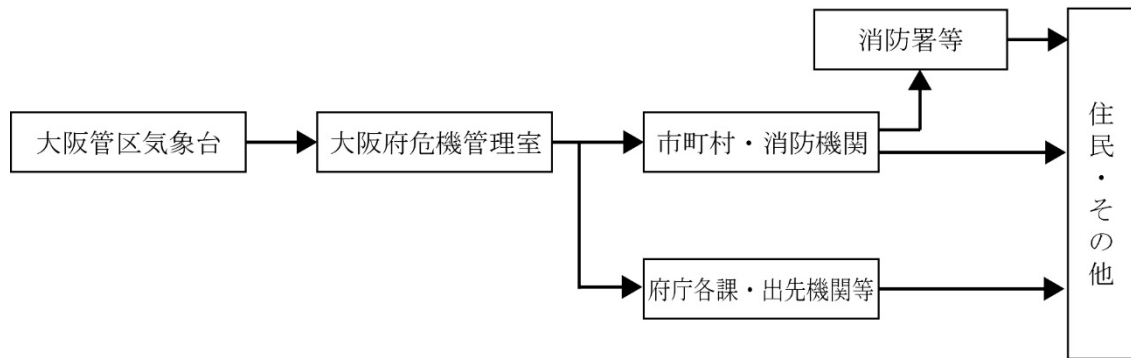 消防署等
大阪管区気象台
大阪府危機管理室
市町村・消防機関
府庁各課・出先機関等
住民・その他